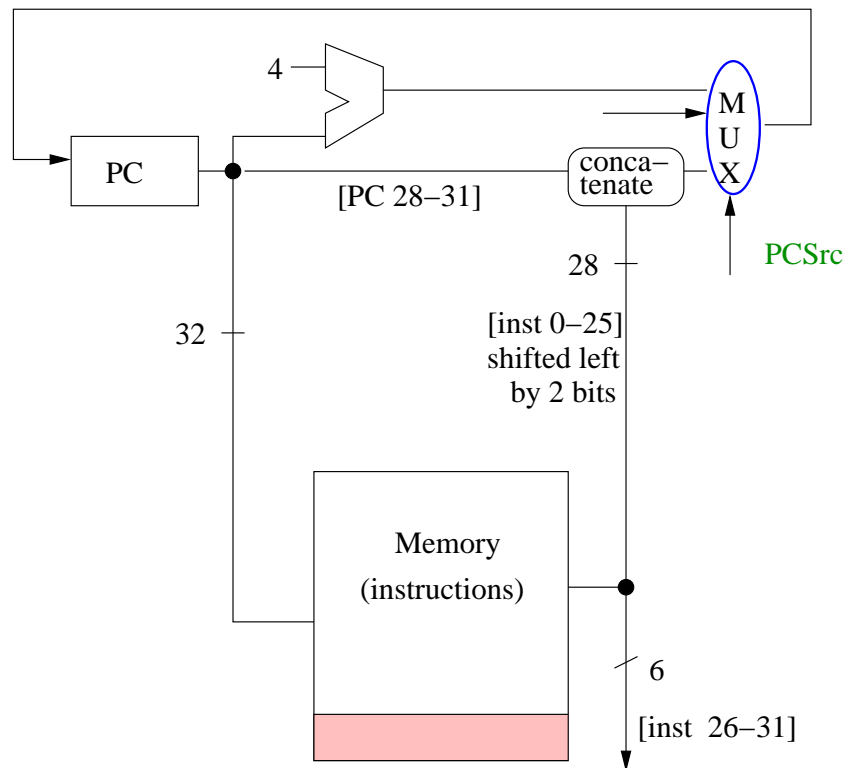 4
M
U
X
PC
[PC 28−31]
conca−
tenate
28
PCSrc
32
[inst 0−25]
shifted left
by 2 bits
Memory
(instructions)
6
[inst 26−31]